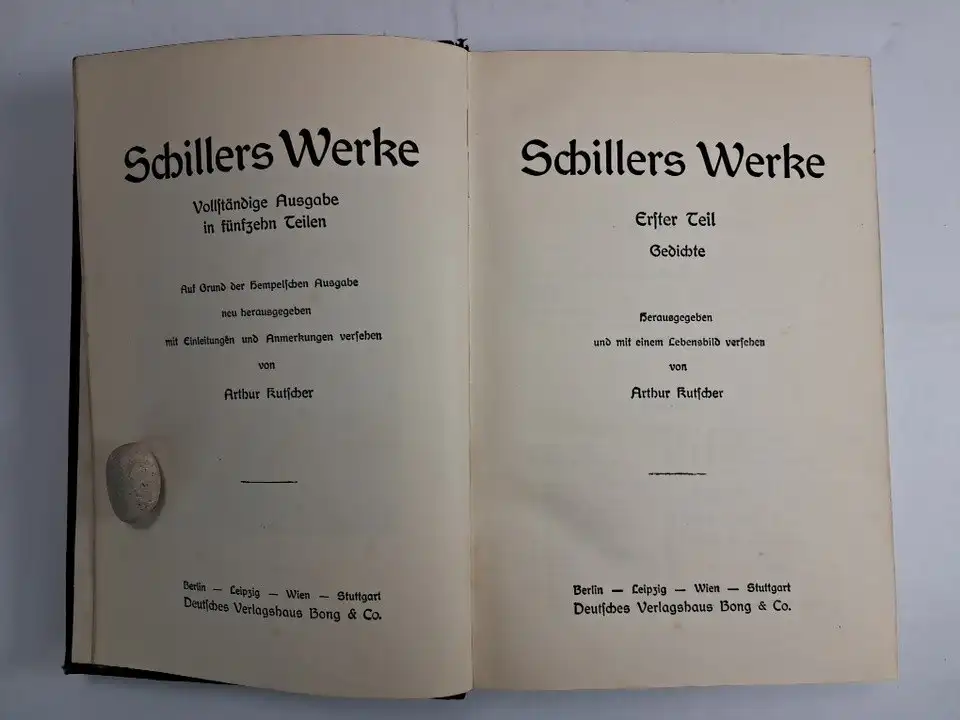 Schillers Werke
Vollſtändige Ausgabe
in fünfzehn Teilen
Auf Grund der Hempelſchen Ausgabe
neu herausgegeben
mit Einleitungen und Anmerkungen verſehen
von
Arthur Kutſcher
Berlin — Leipzig — Wien — Stuttgart
Deutſches Verlagshaus Bong & Co.
Schillers Werke
Erſter Teil
Gedichte
Herausgegeben
und mit einem Lebensbild verſehen
von
Arthur Kutſcher
Berlin — Leipzig — Wien — Stuttgart
Deutſches Verlagshaus Bong & Co.